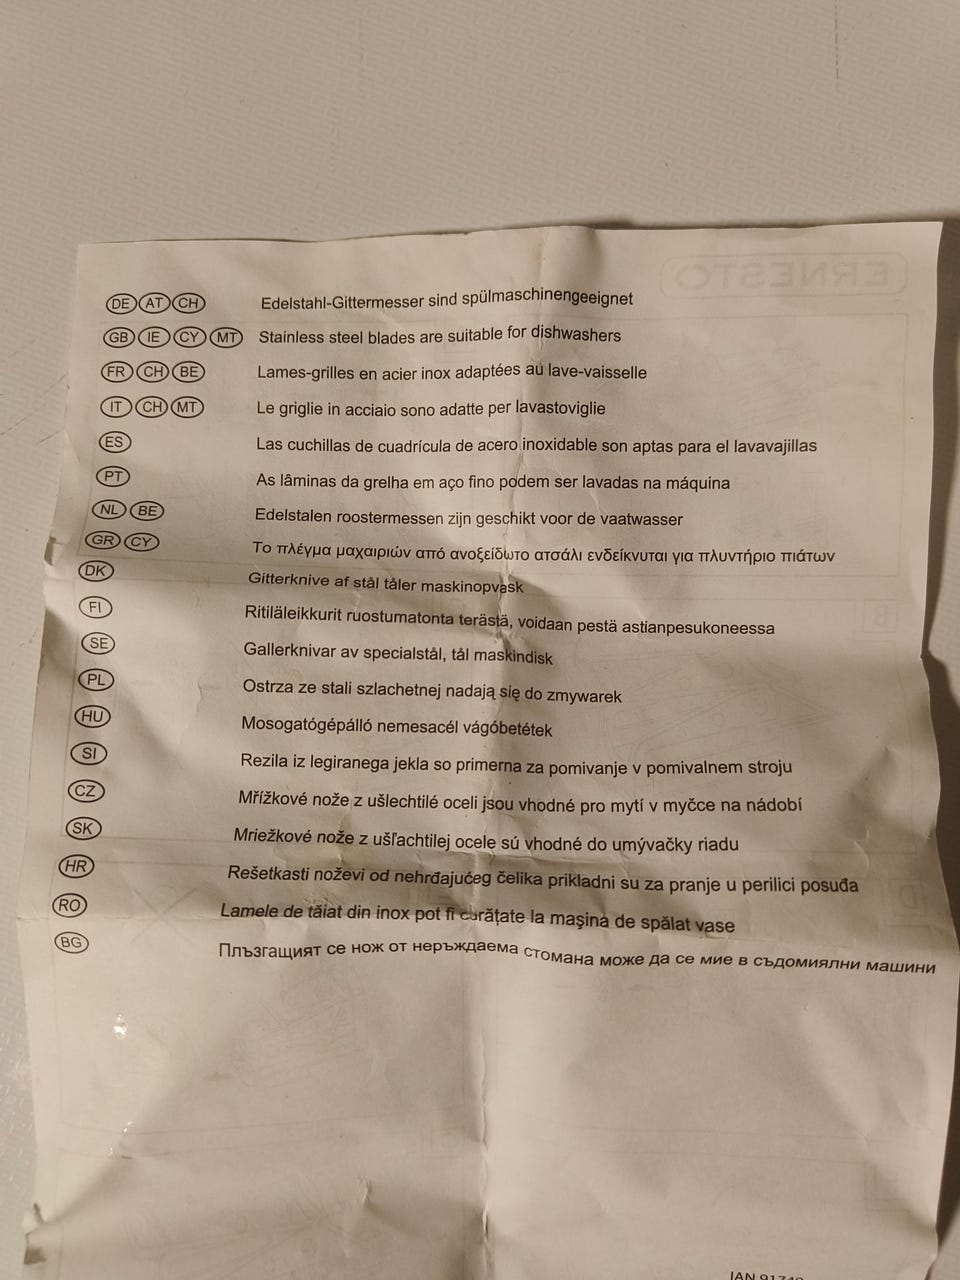 ERNESTO
DE AT CH Edelstahl-Gittermesser sind spülmaschinengeeignet
GB IE CY MT Stainless steel blades are suitable for dishwashers
FR CH BE Lames-grilles en acier inox adaptées au lave-vaisselle
IT CH MT Le griglie in acciaio sono adatte per lavastoviglie
ES Las cuchillas de cuadrícula de acero inoxidable son aptas para el lavavajillas
PT As lâminas da grelha em aço fino podem ser lavadas na máquina
NL BE Edelstalen roostermessen zijn geschikt voor de vaatwasser
GR CY Το πλέγμα μαχαιριών από ανοξείδωτο ατσάλι ενδείκνυται για πλυντήριο πιάτων
DK Gitterknive af stål tåler maskinopvask
FI Ritiläleikkurit ruostumatonta terästä, voidaan pestä astianpesukoneessa
SE Gallerknivar av specialstål, tål maskindisk
PL Ostrza ze stali szlachetnej nadają się do zmywarek
HU Mosogatógépálló nemesacél vágóbetétek
SI Rezila iz legiranega jekla so primerna za pomivanje v pomivalnem stroju
CZ Mřížkové nože z ušlechtilé oceli jsou vhodné pro mytí v myčce na nádobí
SK Mriežkové nože z ušľachtilej ocele sú vhodné do umývačky riadu
HR Rešetkasti noževi od nehrđajućeg čelika prikladni su za pranje u perilici posuđa
RO Lamele de tăiat din inox pot fi curăţate la maşina de spălat vase
BG Плъзгащият се нож от неръждаема стомана може да се мие в съдомиялни машини
IAN